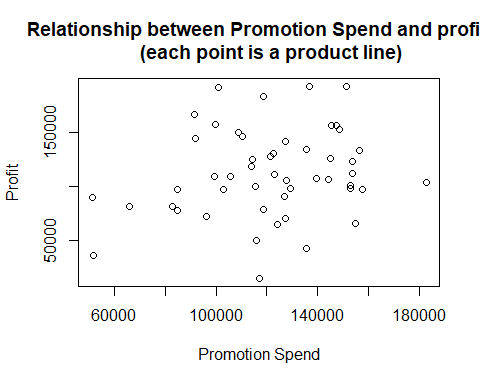 Relationship between Promotion Spend and profi
(each point is a product line)
150000
50000
Profit
60000
100000
140000
180000
Promotion Spend